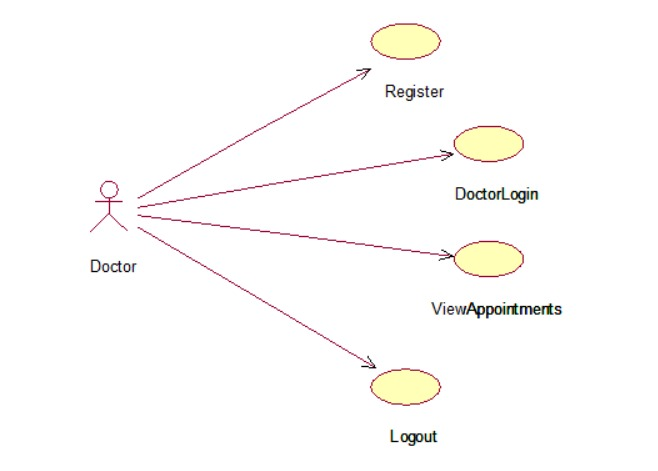 Register
DoctorLogin
Doctor
ViewAppointments
Logout